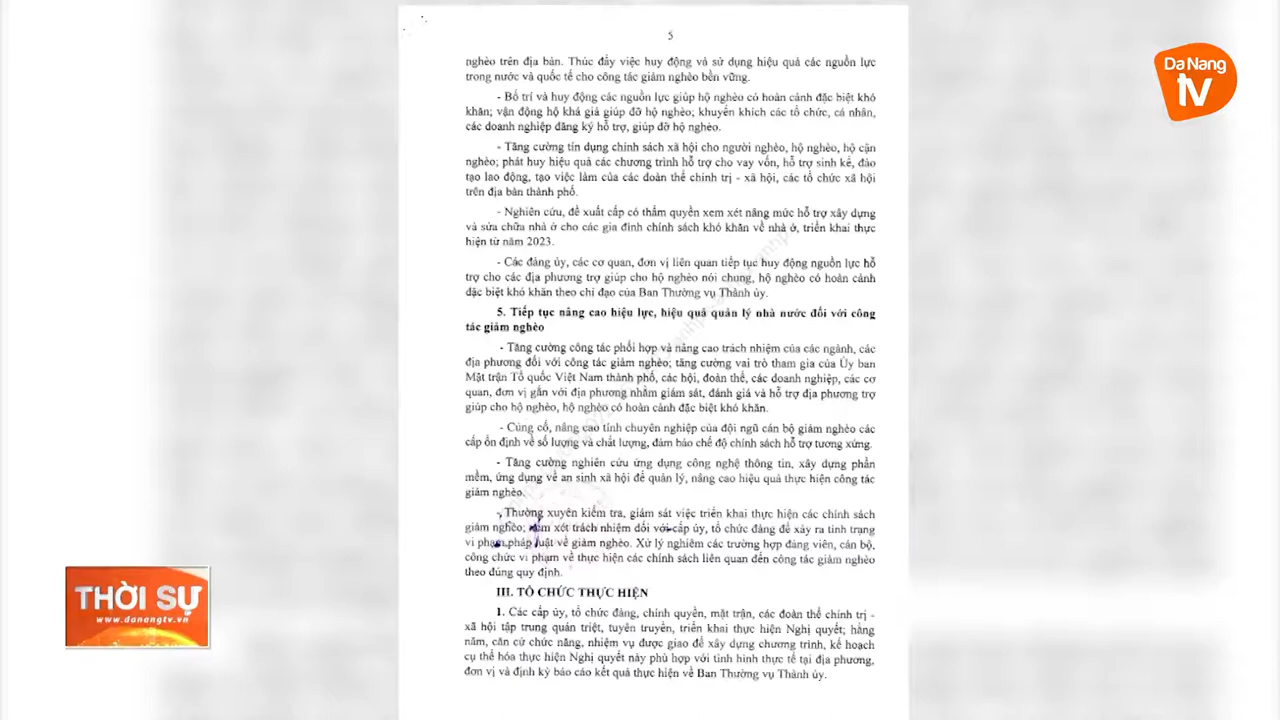 5
nghèo trên địa bàn. Thúc đẩy việc huy động và sử dụng hiệu quả các nguồn lực
trong nước và quốc tế cho công tác giảm nghèo bền vững.
- Bố trí và huy động các nguồn lực giúp hộ nghèo có hoàn cảnh đặc biệt khó
khăn; vận động hộ khá giả giúp đỡ hộ nghèo; khuyến khích các tổ chức, cá nhân,
các doanh nghiệp đăng ký hỗ trợ, giúp đỡ hộ nghèo.
- Tăng cường tín dụng chính sách xã hội cho người nghèo, hộ nghèo, hộ cận
nghèo; phát huy hiệu quả các chương trình hỗ trợ cho vay vốn, hỗ trợ sinh kế, đào
tạo lao động, tạo việc làm của các đoàn thể chính trị - xã hội, các tổ chức xã hội
trên địa bàn thành phố.
- Nghiên cứu, đề xuất cấp có thẩm quyền xem xét nâng mức hỗ trợ xây dựng
và sửa chữa nhà ở cho các gia đình chính sách khó khăn về nhà ở, triển khai thực
hiện từ năm 2023.
- Các đảng ủy, các cơ quan, đơn vị liên quan tiếp tục huy động nguồn lực hỗ
trợ cho các địa phương trợ giúp cho hộ nghèo nói chung, hộ nghèo có hoàn cảnh
đặc biệt khó khăn theo chỉ đạo của Ban Thường vụ Thành ủy.
5. Tiếp tục nâng cao hiệu lực, hiệu quả quản lý nhà nước đối với công
tác giảm nghèo
- Tăng cường công tác phối hợp và nâng cao trách nhiệm của các ngành, các
địa phương đối với công tác giảm nghèo; tăng cường vai trò tham gia của Ủy ban
Mặt trận Tổ quốc Việt Nam thành phố, các hội, đoàn thể, các doanh nghiệp, các cơ
quan, đơn vị gắn với địa phương nhằm giám sát, đánh giá và hỗ trợ địa phương trợ
giúp cho hộ nghèo, hộ nghèo có hoàn cảnh đặc biệt khó khăn.
- Củng cố, nâng cao tính chuyên nghiệp của đội ngũ cán bộ giảm nghèo các
cấp ổn định về số lượng và chất lượng, đảm bảo chế độ chính sách hỗ trợ tương xứng.
- Tăng cường nghiên cứu ứng dụng công nghệ thông tin, xây dựng phần
mềm, ứng dụng về an sinh xã hội để quản lý, nâng cao hiệu quả thực hiện công tác
giảm nghèo.
- Thường xuyên kiểm tra, giám sát việc triển khai thực hiện các chính sách
giảm nghèo; xem xét trách nhiệm đối với cấp ủy, tổ chức đảng để xảy ra tình trạng
vi phạm pháp luật về giảm nghèo. Xử lý nghiêm các trường hợp đảng viên, cán bộ,
công chức vi phạm về thực hiện các chính sách liên quan đến công tác giảm nghèo
theo đúng quy định.
III. TỔ CHỨC THỰC HIỆN
1. Các cấp ủy, tổ chức đảng, chính quyền, mặt trận, các đoàn thể chính trị -
xã hội tập trung quán triệt, tuyên truyền, triển khai thực hiện Nghị quyết; hằng
năm, căn cứ chức năng, nhiệm vụ được giao để xây dựng chương trình, kế hoạch
cụ thể hóa thực hiện Nghị quyết này phù hợp với tình hình thực tế tại địa phương,
đơn vị và định kỳ báo cáo kết quả thực hiện về Ban Thường vụ Thành ủy.
Da Nang
tv
THỜI SỰ
www.danangtv.vn